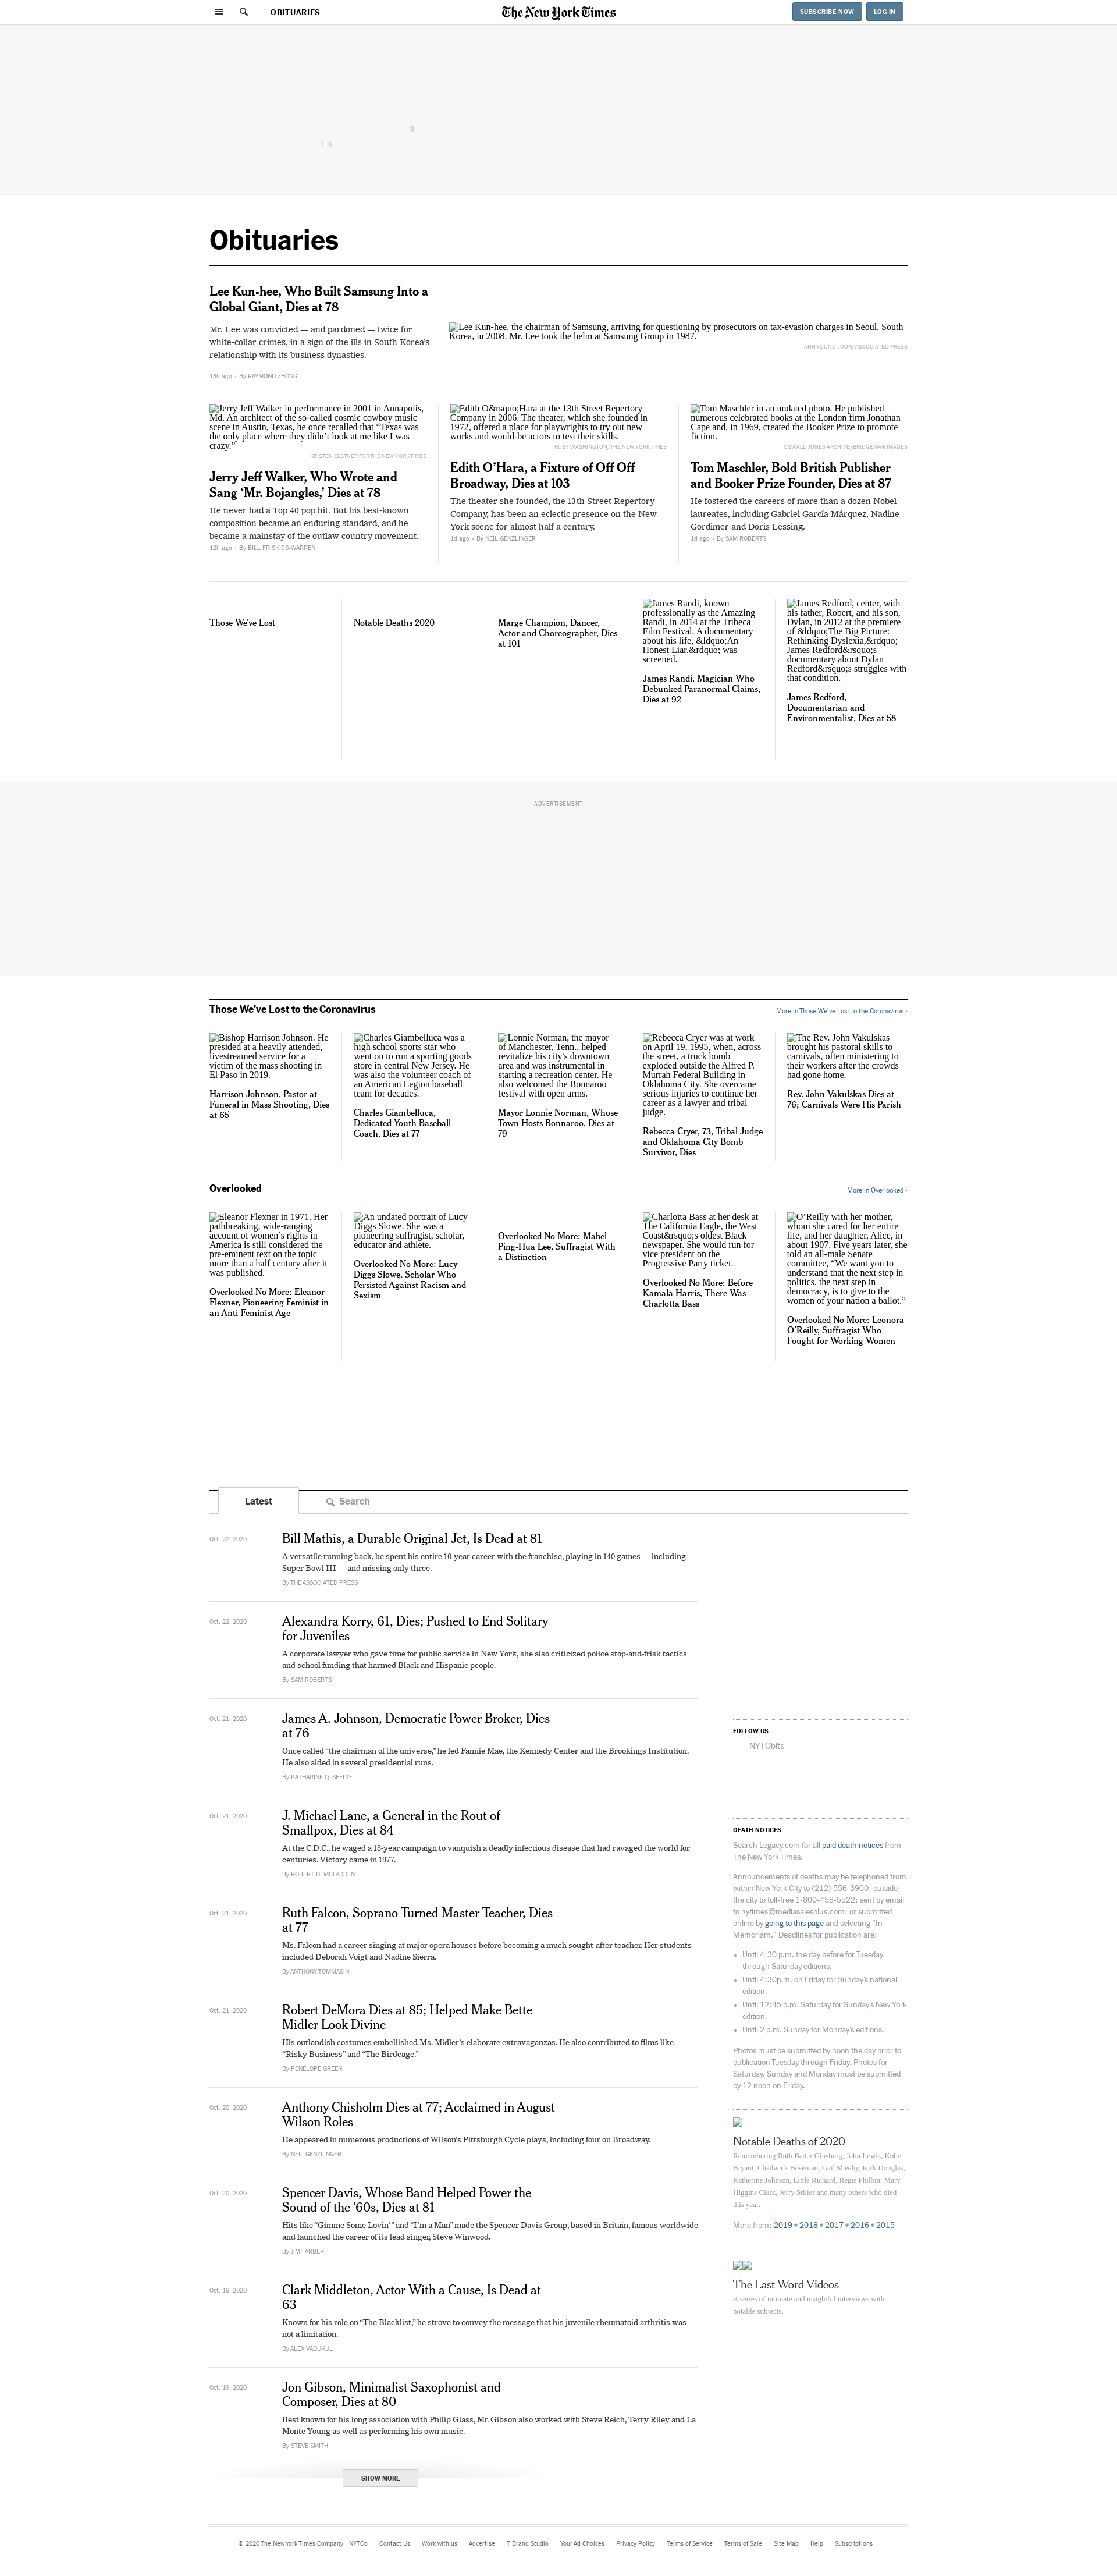 OBITUARIES
The New York Times
SUBSCRIBE NOW
LOG IN
0
1 0
Obituaries
Lee Kun-hee, Who Built Samsung Into a
Global Giant, Dies at 78
Mr. Lee was convicted — and pardoned — twice for
white-collar crimes, in a sign of the ills in South Korea's
relationship with its business dynasties.
13h ago • By RAYMOND ZHONG
Lee Kun-hee, the chairman of Samsung, arriving for questioning by prosecutors on tax-evasion charges in Seoul, South
Korea, in 2008. Mr. Lee took the helm at Samsung Group in 1987.
AHN YOUNG JOON/ASSOCIATED PRESS
Jerry Jeff Walker in performance in 2001 in Annapolis,
Md. An architect of the so-called cosmic cowboy music
scene in Austin, Texas, he once recalled that “Texas was
the only place where they didn’t look at me like I was
crazy.”
KRISTEN ELSTNER FOR THE NEW YORK TIMES
Jerry Jeff Walker, Who Wrote and
Sang ‘Mr. Bojangles,’ Dies at 78
He never had a Top 40 pop hit. But his best-known
composition became an enduring standard, and he
became a mainstay of the outlaw country movement.
12h ago • By BILL FRISKICS-WARREN
Edith O&rsquo;Hara at the 13th Street Repertory
Company in 2006. The theater, which she founded in
1972, offered a place for playwrights to try out new
works and would-be actors to test their skills.
RUBY WASHINGTON/THE NEW YORK TIMES
Edith O’Hara, a Fixture of Off Off
Broadway, Dies at 103
The theater she founded, the 13th Street Repertory
Company, has been an eclectic presence on the New
York scene for almost half a century.
1d ago • By NEIL GENZLINGER
Tom Maschler in an undated photo. He published
numerous celebrated books at the London firm Jonathan
Cape and, in 1969, created the Booker Prize to promote
fiction.
OSWALD JONES ARCHIVE/BRIDGEMAN IMAGES
Tom Maschler, Bold British Publisher
and Booker Prize Founder, Dies at 87
He fostered the careers of more than a dozen Nobel
laureates, including Gabriel García Márquez, Nadine
Gordimer and Doris Lessing.
1d ago • By SAM ROBERTS
Those We’ve Lost
Notable Deaths 2020
Marge Champion, Dancer,
Actor and Choreographer, Dies
at 101
James Randi, known
professionally as the Amazing
Randi, in 2014 at the Tribeca
Film Festival. A documentary
about his life, &ldquo;An
Honest Liar,&rdquo; was
screened.
James Randi, Magician Who
Debunked Paranormal Claims,
Dies at 92
James Redford, center, with
his father, Robert, and his son,
Dylan, in 2012 at the premiere
of &ldquo;The Big Picture:
Rethinking Dyslexia,&rdquo;
James Redford&rsquo;s
documentary about Dylan
Redford&rsquo;s struggles with
that condition.
James Redford,
Documentarian and
Environmentalist, Dies at 58
ADVERTISEMENT
Those We’ve Lost to the Coronavirus
More in Those We’ve Lost to the Coronavirus ›
Bishop Harrison Johnson. He
presided at a heavily attended,
livestreamed service for a
victim of the mass shooting in
El Paso in 2019.
Harrison Johnson, Pastor at
Funeral in Mass Shooting, Dies
at 65
Charles Giambelluca was a
high school sports star who
went on to run a sporting goods
store in central New Jersey. He
was also the volunteer coach of
an American Legion baseball
team for decades.
Charles Giambelluca,
Dedicated Youth Baseball
Coach, Dies at 77
Lonnie Norman, the mayor
of Manchester, Tenn., helped
revitalize his city's downtown
area and was instrumental in
starting a recreation center. He
also welcomed the Bonnaroo
festival with open arms.
Mayor Lonnie Norman, Whose
Town Hosts Bonnaroo, Dies at
79
Rebecca Cryer was at work
on April 19, 1995, when, across
the street, a truck bomb
exploded outside the Alfred P.
Murrah Federal Building in
Oklahoma City. She overcame
serious injuries to continue her
career as a lawyer and tribal
judge.
Rebecca Cryer, 73, Tribal Judge
and Oklahoma City Bomb
Survivor, Dies
The Rev. John Vakulskas
brought his pastoral skills to
carnivals, often ministering to
their workers after the crowds
had gone home.
Rev. John Vakulskas Dies at
76; Carnivals Were His Parish
Overlooked
More in Overlooked ›
Eleanor Flexner in 1971. Her
pathbreaking, wide-ranging
account of women’s rights in
America is still considered the
pre-eminent text on the topic
more than a half century after it
was published.
Overlooked No More: Eleanor
Flexner, Pioneering Feminist in
an Anti-Feminist Age
An undated portrait of Lucy
Diggs Slowe. She was a
pioneering suffragist, scholar,
educator and athlete.
Overlooked No More: Lucy
Diggs Slowe, Scholar Who
Persisted Against Racism and
Sexism
Overlooked No More: Mabel
Ping-Hua Lee, Suffragist With
a Distinction
Charlotta Bass at her desk at
The California Eagle, the West
Coast&rsquo;s oldest Black
newspaper. She would run for
vice president on the
Progressive Party ticket.
Overlooked No More: Before
Kamala Harris, There Was
Charlotta Bass
O’Reilly with her mother,
whom she cared for her entire
life, and her daughter, Alice, in
about 1907. Five years later, she
told an all-male Senate
committee, “We want you to
understand that the next step in
politics, the next step in
democracy, is to give to the
women of your nation a ballot.”
Overlooked No More: Leonora
O’Reilly, Suffragist Who
Fought for Working Women
Latest
Search
Oct. 22, 2020
Bill Mathis, a Durable Original Jet, Is Dead at 81
A versatile running back, he spent his entire 10-year career with the franchise, playing in 140 games — including
Super Bowl III — and missing only three.
By THE ASSOCIATED PRESS
Oct. 22, 2020
Alexandra Korry, 61, Dies; Pushed to End Solitary
for Juveniles
A corporate lawyer who gave time for public service in New York, she also criticized police stop-and-frisk tactics
and school funding that harmed Black and Hispanic people.
By SAM ROBERTS
Oct. 21, 2020
James A. Johnson, Democratic Power Broker, Dies
at 76
Once called “the chairman of the universe,” he led Fannie Mae, the Kennedy Center and the Brookings Institution.
He also aided in several presidential runs.
By KATHARINE Q. SEELYE
Oct. 21, 2020
J. Michael Lane, a General in the Rout of
Smallpox, Dies at 84
At the C.D.C., he waged a 13-year campaign to vanquish a deadly infectious disease that had ravaged the world for
centuries. Victory came in 1977.
By ROBERT D. MCFADDEN
Oct. 21, 2020
Ruth Falcon, Soprano Turned Master Teacher, Dies
at 77
Ms. Falcon had a career singing at major opera houses before becoming a much sought-after teacher. Her students
included Deborah Voigt and Nadine Sierra.
By ANTHONY TOMMASINI
Oct. 21, 2020
Robert DeMora Dies at 85; Helped Make Bette
Midler Look Divine
His outlandish costumes embellished Ms. Midler’s elaborate extravaganzas. He also contributed to films like
“Risky Business” and “The Birdcage.”
By PENELOPE GREEN
Oct. 20, 2020
Anthony Chisholm Dies at 77; Acclaimed in August
Wilson Roles
He appeared in numerous productions of Wilson’s Pittsburgh Cycle plays, including four on Broadway.
By NEIL GENZLINGER
Oct. 20, 2020
Spencer Davis, Whose Band Helped Power the
Sound of the ’60s, Dies at 81
Hits like “Gimme Some Lovin’ ” and “I’m a Man” made the Spencer Davis Group, based in Britain, famous worldwide
and launched the career of its lead singer, Steve Winwood.
By JIM FARBER
Oct. 19, 2020
Clark Middleton, Actor With a Cause, Is Dead at
63
Known for his role on “The Blacklist,” he strove to convey the message that his juvenile rheumatoid arthritis was
not a limitation.
By ALEX VADUKUL
Oct. 19, 2020
Jon Gibson, Minimalist Saxophonist and
Composer, Dies at 80
Best known for his long association with Philip Glass, Mr. Gibson also worked with Steve Reich, Terry Riley and La
Monte Young as well as performing his own music.
By STEVE SMITH
SHOW MORE
FOLLOW US
NYTObits
DEATH NOTICES
Search Legacy.com for all paid death notices from
The New York Times.
Announcements of deaths may be telephoned from
within New York City to (212) 556-3900; outside
the city to toll-free 1-800-458-5522; sent by email
to nytimes@mediasalesplus.com; or submitted
online by going to this page and selecting "In
Memoriam." Deadlines for publication are:
• Until 4:30 p.m. the day before for Tuesday
through Saturday editions.
• Until 4:30p.m. on Friday for Sunday’s national
edition.
• Until 12:45 p.m. Saturday for Sunday’s New York
edition.
• Until 2 p.m. Sunday for Monday’s editions.
Photos must be submitted by noon the day prior to
publication Tuesday through Friday. Photos for
Saturday, Sunday and Monday must be submitted
by 12 noon on Friday.
Notable Deaths of 2020
Remembering Ruth Bader Ginsburg, John Lewis, Kobe
Bryant, Chadwick Boseman, Gail Sheehy, Kirk Douglas,
Katherine Johnson, Little Richard, Regis Philbin, Mary
Higgins Clark, Jerry Stiller and many others who died
this year.
More from: 2019 • 2018 • 2017 • 2016 • 2015
The Last Word Videos
A series of intimate and insightful interviews with
notable subjects.
© 2020 The New York Times Company NYTCo Contact Us Work with us Advertise T Brand Studio Your Ad Choices Privacy Policy Terms of Service Terms of Sale Site Map Help Subscriptions